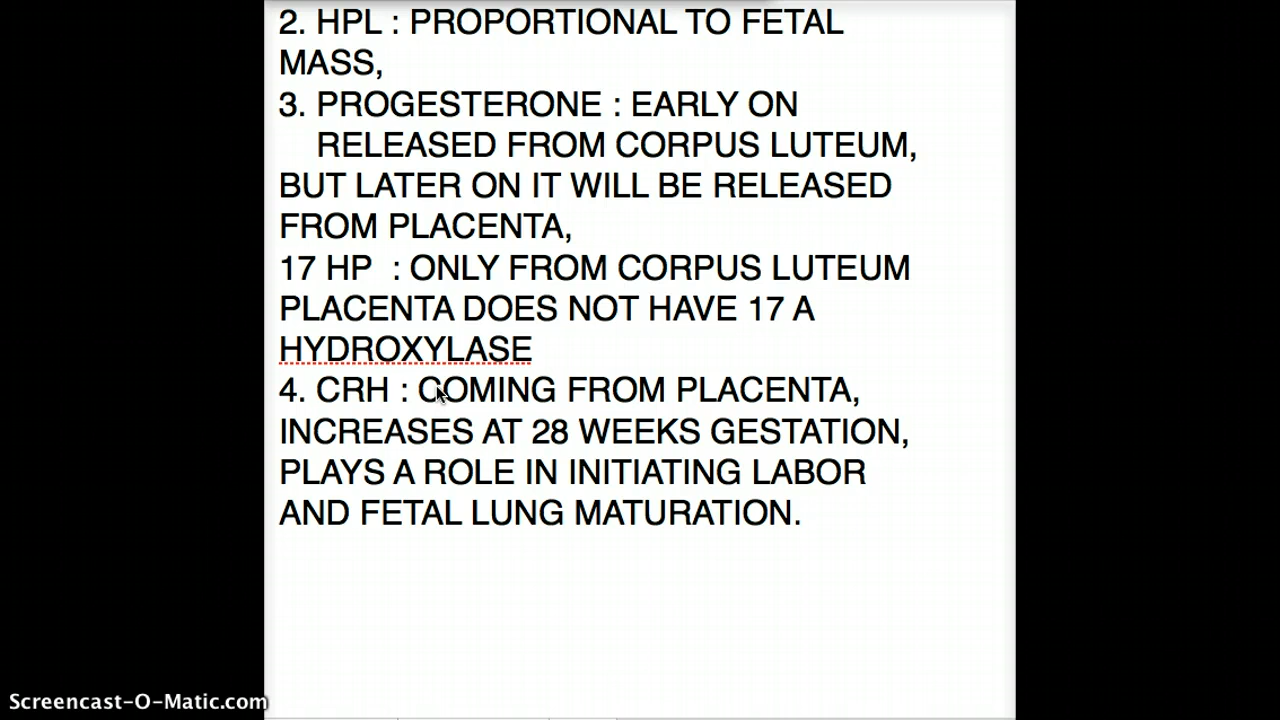 2. HPL : PROPORTIONAL TO FETAL
MASS,
3. PROGESTERONE : EARLY ON
RELEASED FROM CORPUS LUTEUM,
BUT LATER ON IT WILL BE RELEASED
FROM PLACENTA,
17 HP : ONLY FROM CORPUS LUTEUM
PLACENTA DOES NOT HAVE 17 A
HYDROXYLASE
4. CRH : COMING FROM PLACENTA,
INCREASES AT 28 WEEKS GESTATION,
PLAYS A ROLE IN INITIATING LABOR
AND FETAL LUNG MATURATION.
Screencast-O-Matic.com